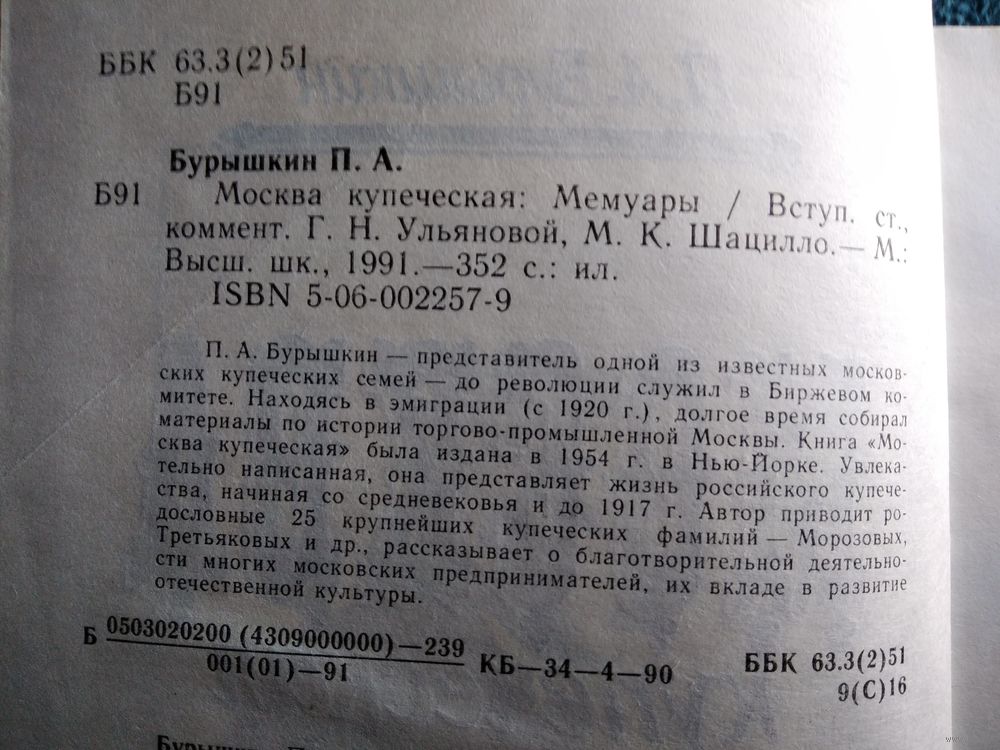 ББК 63.3(2)51
Б91
Бурышкин П. А.
Б91 Москва купеческая: Мемуары / Вступ. ст.,
коммент. Г. Н. Ульяновой, М. К. Шацилло.— М.:
Высш. шк., 1991.—352 с.: ил.
ISBN 5-06-002257-9
П. А. Бурышкин — представитель одной из известных москов-
ских купеческих семей — до революции служил в Биржевом ко-
митете. Находясь в эмиграции (с 1920 г.), долгое время собирал
материалы по истории торгово-промышленной Москвы. Книга «Мо-
сква купеческая» была издана в 1954 г. в Нью-Йорке. Увлека-
тельно написанная, она представляет жизнь российского купече-
ства, начиная со средневековья и до 1917 г. Автор приводит ро-
дословные 25 крупнейших купеческих фамилий — Морозовых,
Третьяковых и др., рассказывает о благотворительной деятельно-
сти многих московских предпринимателей, их вкладе в развитие
отечественной культуры.
Б 0503020200 (4309000000)—239
001(01)—91
КБ—34—4—90
ББК 63.3(2)51
9(С)16